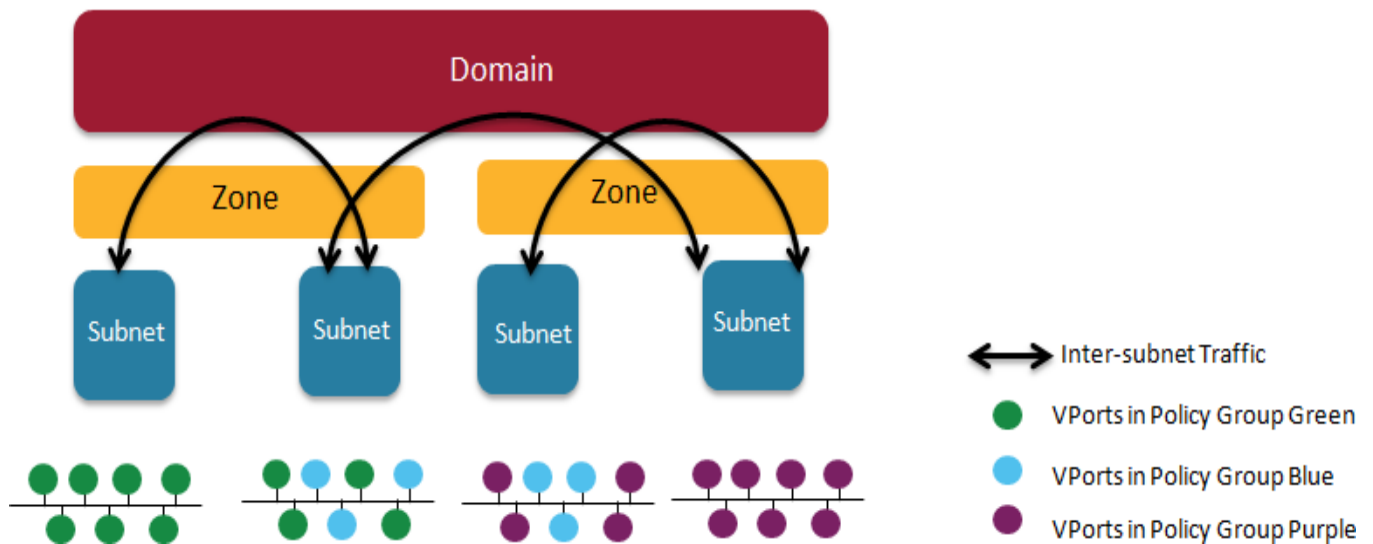 Domain
Zone
Zone
Subnet
Subnet
Subnet
Subnet
Inter-subnet Traffic
VPorts in Policy Group Green
VPorts in Policy Group Blue
VPorts in Policy Group Purple